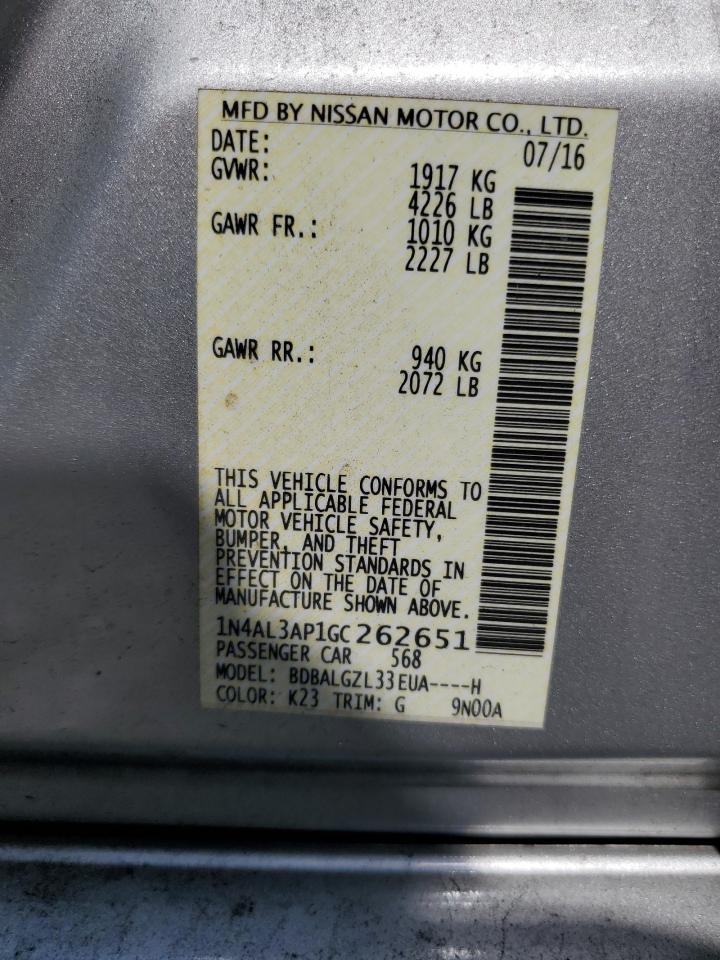 MFD BY NISSAN MOTOR CO., LTD.
DATE: 07/16
GVWR: 1917 KG
4226 LB
GAWR FR.: 1010 KG
2227 LB
GAWR RR.: 940 KG
2072 LB
THIS VEHICLE CONFORMS TO
ALL APPLICABLE FEDERAL
MOTOR VEHICLE SAFETY,
BUMPER, AND THEFT
PREVENTION STANDARDS IN
EFFECT ON THE DATE OF
MANUFACTURE SHOWN ABOVE.
1N4AL3AP1GC262651
PASSENGER CAR 568
MODEL: BDBALGZL33EUA----H
COLOR: K23 TRIM: G 9N00A